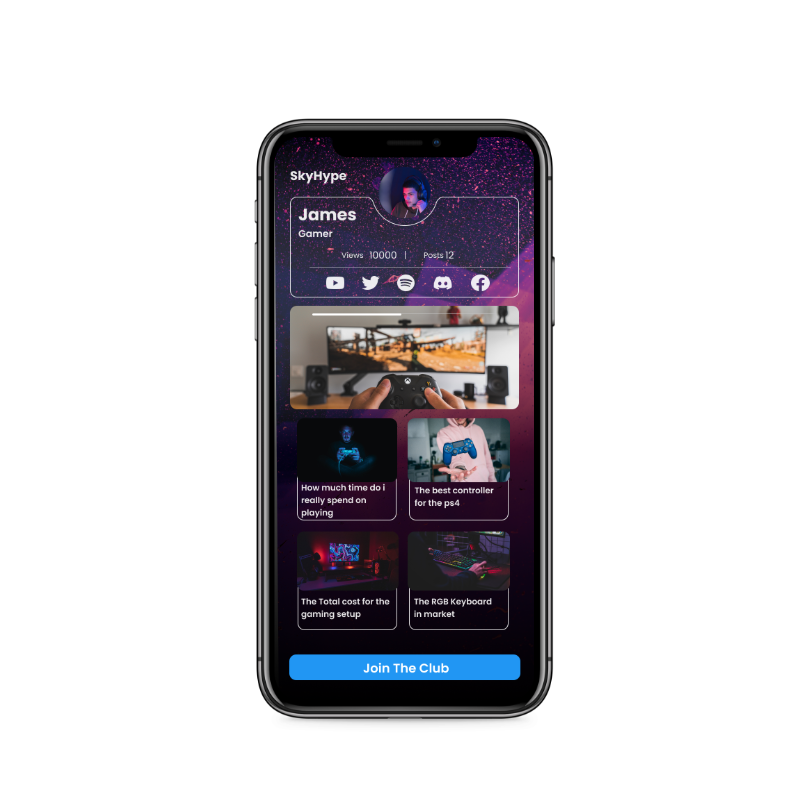 SkyHype
James
Gamer
Views 10000 | Posts 12
How much time do i
really spend on
playing
The best controller
for the ps4
The Total cost for the
gaming setup
The RGB Keyboard
in market
Join The Club